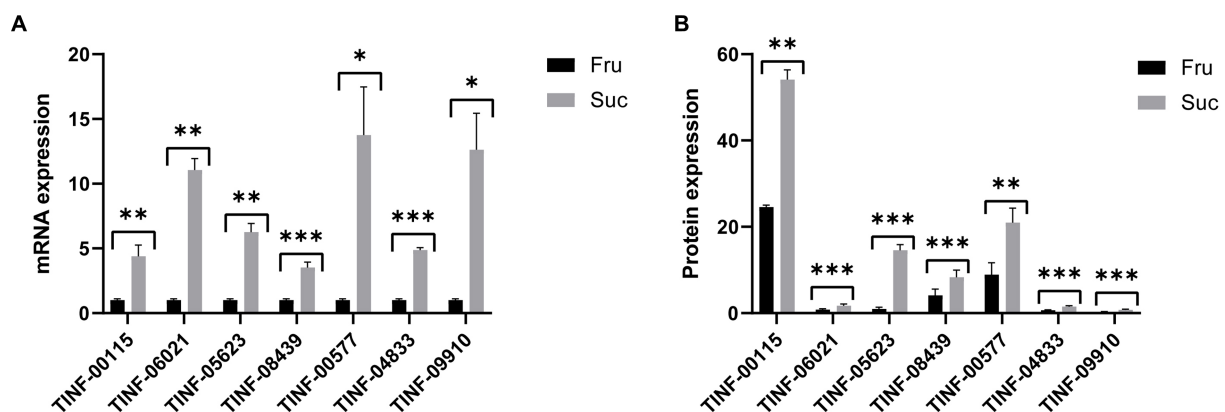 A
mRNA expression
20
15
10
5
0
**
**
**
***
*
***
*
Fru
Suc
TINF-00115
TINF-06021
TINF-05623
TINF-08439
TINF-00577
TINF-04833
TINF-09910
B
Protein expression
60
40
20
0
**
***
***
***
**
***
***
Fru
Suc
TINF-00115
TINF-06021
TINF-05623
TINF-08439
TINF-00577
TINF-04833
TINF-09910